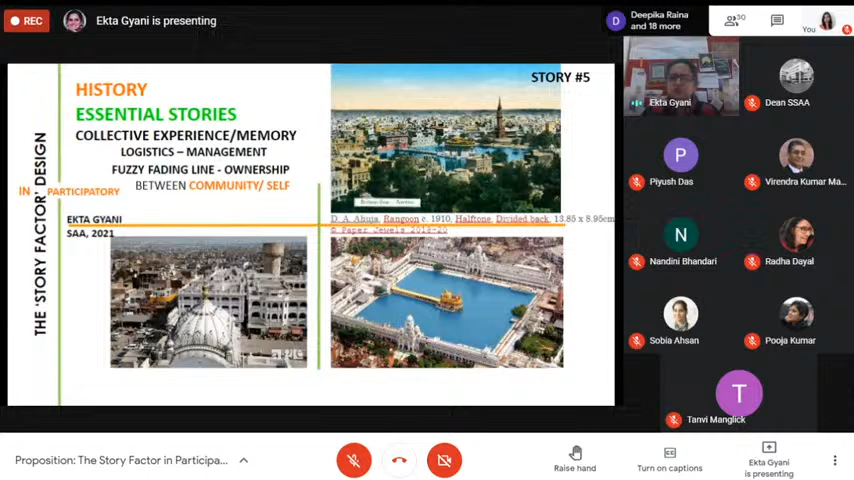 REC
Ekta Gyani is presenting
Deepika Raina
and 18 more
D
30
You
STORY #5
HISTORY
ESSENTIAL STORIES
COLLECTIVE EXPERIENCE/MEMORY
LOGISTICS – MANAGEMENT
FUZZY FADING LINE - OWNERSHIP
BETWEEN COMMUNITY/ SELF
IN - PARTICIPATORY
THE 'STORY FACTOR' DESIGN
EKTA GYANI
SAA, 2021
D. A. Ahuja, Rangoon c. 1910, Halftone, Divided back, 13.85 x 8.95cm
© Paper Jewels 2018-20
Ekta Gyani
Dean SSAA
P
Piyush Das
Virendra Kumar Ma...
N
Nandini Bhandari
Radha Dayal
Sobia Ahsan
Pooja Kumar
T
Tanvi Manglick
Proposition: The Story Factor in Participa...
Raise hand
Turn on captions
Ekta Gyani
is presenting